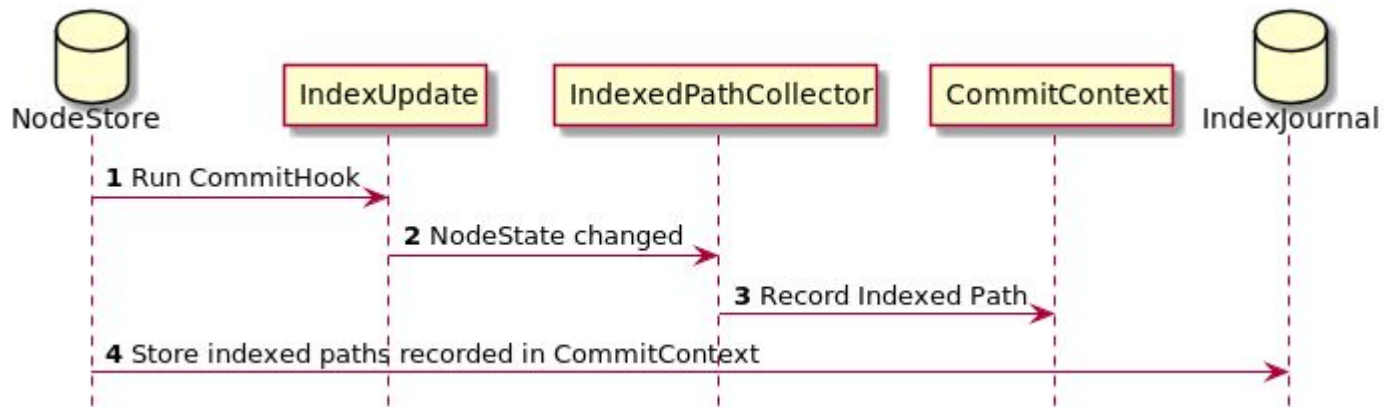 NodeStore
IndexUpdate
IndexedPathCollector
CommitContext
IndexJournal
1 Run CommitHook
2 NodeState changed
3 Record Indexed Path
4 Store indexed paths recorded in CommitContext